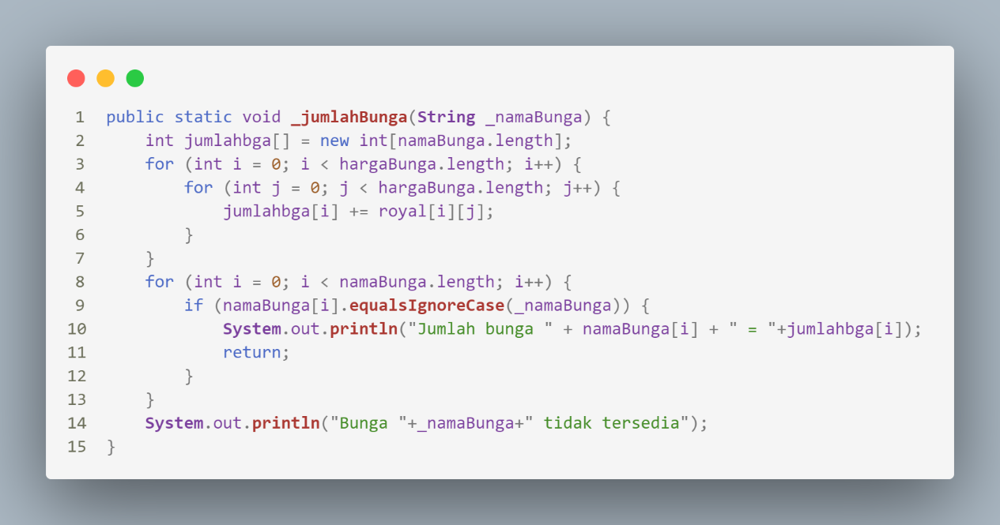 1 public static void _jumlahBunga(String _namaBunga) {
2     int jumlahbga[] = new int[namaBunga.length];
3     for (int i = 0; i < hargaBunga.length; i++) {
4         for (int j = 0; j < hargaBunga.length; j++) {
5             jumlahbga[i] += royal[i][j];
6         }
7     }
8     for (int i = 0; i < namaBunga.length; i++) {
9         if (namaBunga[i].equalsIgnoreCase(_namaBunga)) {
10             System.out.println("Jumlah bunga " + namaBunga[i] + " = "+jumlahbga[i]);
11             return;
12         }
13     }
14     System.out.println("Bunga "+_namaBunga+" tidak tersedia");
15 }